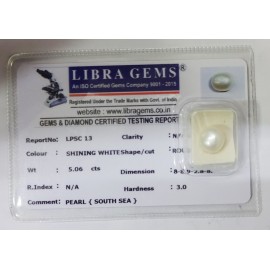 LIBRA GEMS®
An ISO Certified Gems Company 9001 - 2015
Registered Under the Trade Marks with Govt. of India,
website : www.libragems.co.in
GEMS & DIAMOND CERTIFIED TESTING REPORT
ReportNo: LPSC 13 Clarity : N/
Colour : SHINING WHITE Shape/cut : ROU
Wt : 5.06 cts Dimension :
R.Index : N/A Hardness : 3.0
COMMENT: PEARL { SOUTH SEA }